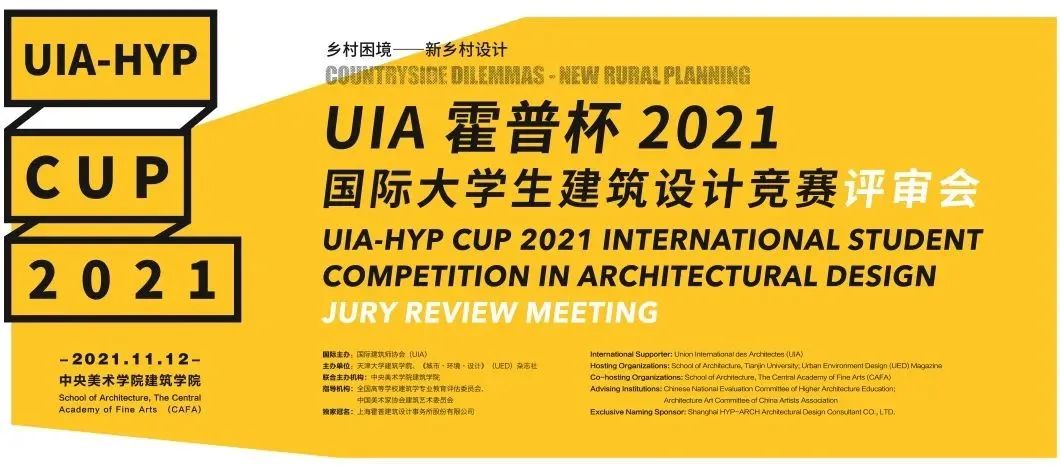 UIA-HYP
CUP
2021
-2021.11.12-
中央美术学院建筑学院
School of Architecture, The Central
Academy of Fine Arts （CAFA）
乡村困境——新乡村设计
COUNTRYSIDE DILEMMAS - NEW RURAL PLANNING
UIA 霍普杯 2021
国际大学生建筑设计竞赛评审会
UIA-HYP CUP 2021 INTERNATIONAL STUDENT
COMPETITION IN ARCHITECTURAL DESIGN
JURY REVIEW MEETING
国际主办：国际建筑师协会（UIA）
主办单位：天津大学建筑学院、《城市·环境·设计》（UED）杂志社
联合主办机构：中央美术学院建筑学院
指导机构：全国高等学校建筑学专业教育评估委员会、
中国美术家协会建筑艺术委员会
独家冠名：上海霍普建筑设计事务所股份有限公司
International Supporter: Union International des Architectes (UIA)
Hosting Organizations: School of Architecture, Tianjin University; Urban Environment Design (UED) Magazine
Co-hosting Organizations: School of Architecture, The Central Academy of Fine Arts (CAFA)
Advising Institutions: Chinese National Evaluation Committee of Higher Architecture Education;
Architecture Art Committee of China Artists Association
Exclusive Naming Sponsor: Shanghai HYP-ARCH Architectural Design Consultant CO., LTD.